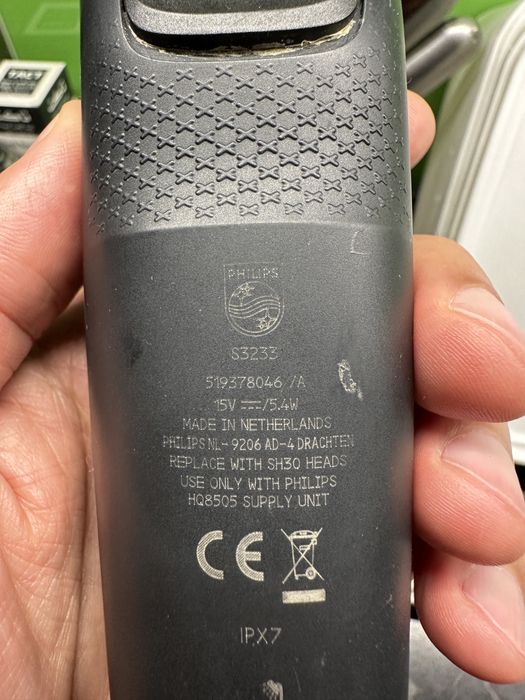 PHILIPS
S3233
519378046 /A
15V ⎓/5.4W
MADE IN NETHERLANDS
PHILIPS NL- 9206 AD-4 DRACHTEN
REPLACE WITH SH30 HEADS
USE ONLY WITH PHILIPS
HQ8505 SUPPLY UNIT
CE
IPX7